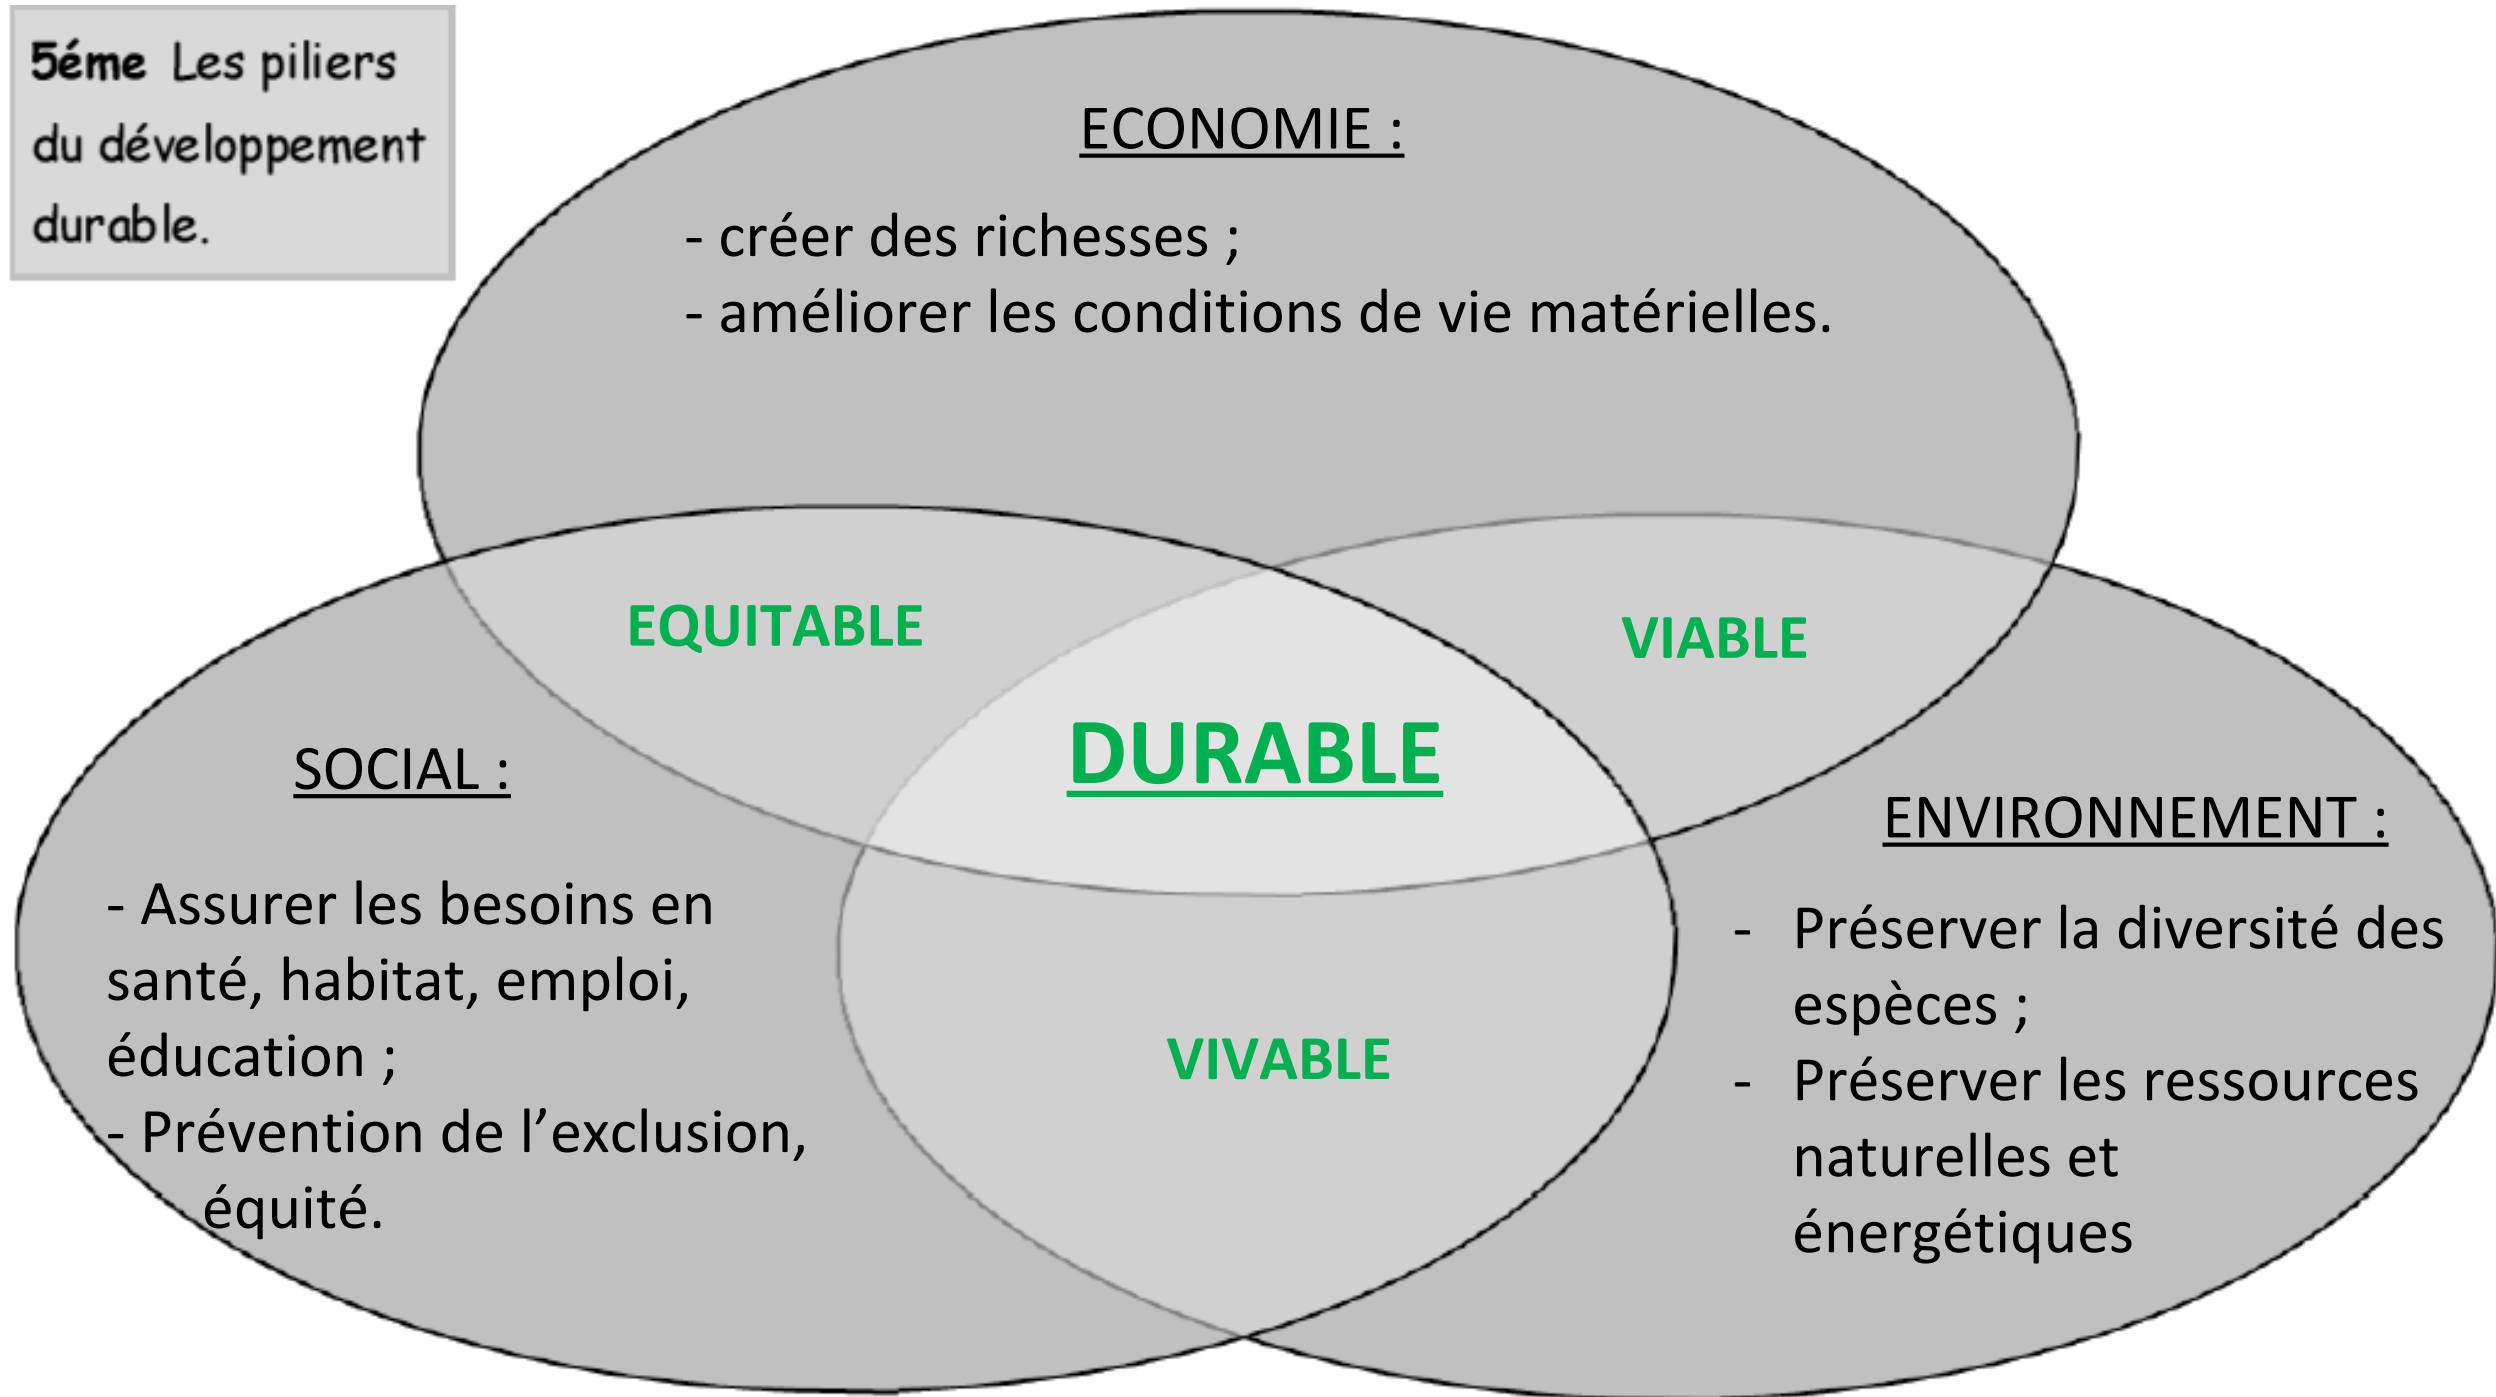 5éme Les piliers
du développement
durable.
ECONOMIE :
- créer des richesses ;
- améliorer les conditions de vie matérielles.
EQUITABLE
VIABLE
DURABLE
SOCIAL :
- Assurer les besoins en
santé, habitat, emploi,
éducation ;
- Prévention de l’exclusion,
équité.
ENVIRONNEMENT :
- Préserver la diversité des
espèces ;
- Préserver les ressources
naturelles et
énergétiques
VIVABLE